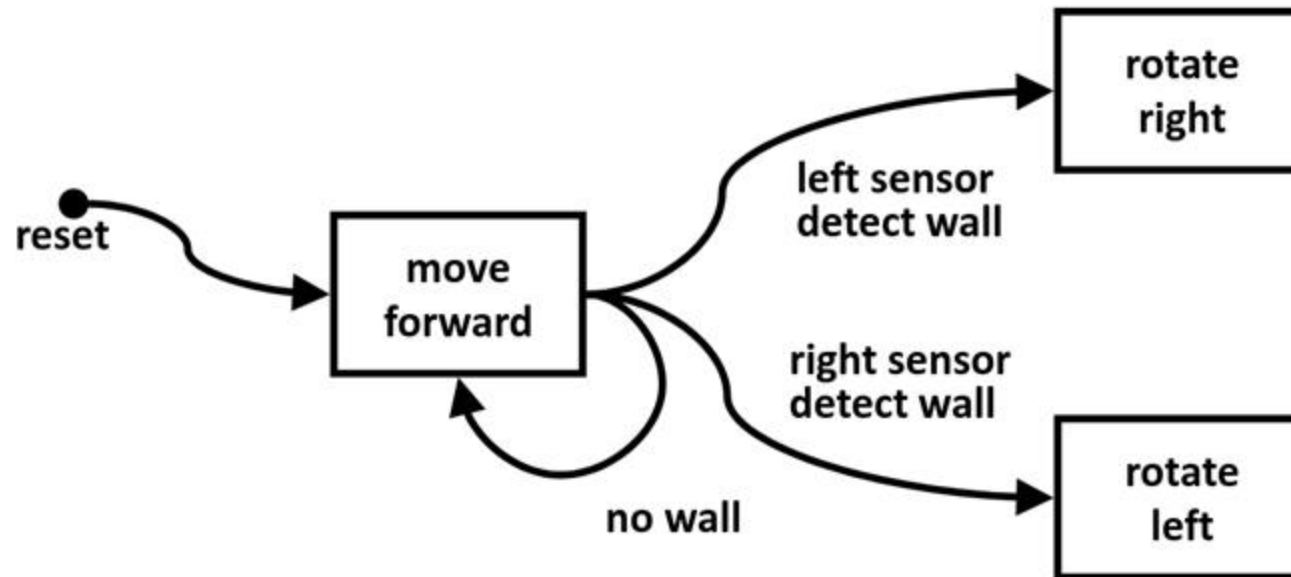 reset
move
forward
no wall
left sensor
detect wall
right sensor
detect wall
rotate
right
rotate
left